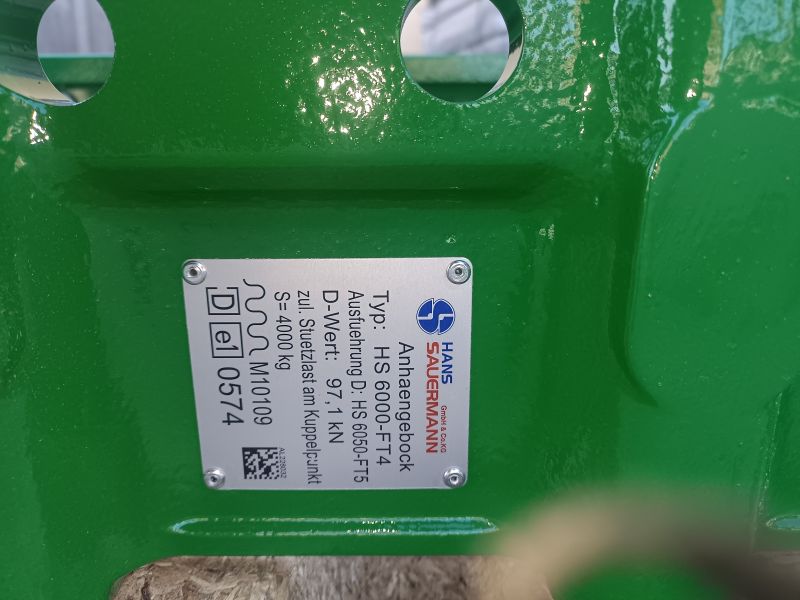 HANS
SAUERMANN
GmbH & Co.KG
Anhaengebock
Typ: HS 6000-FT4
Ausfuehrung D: HS 6050-FT5
D-Wert: 97,1 kN
zul. Stuetzlast am Kuppelpunkt
S= 4000 kg
M10109
D e1 0574
AL226032